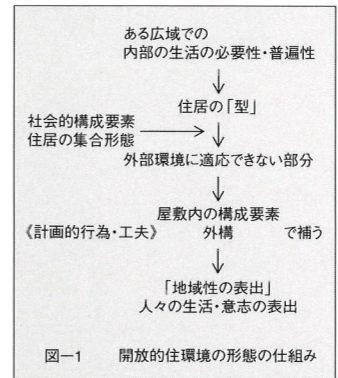 ある広域での
内部の生活の必要性・普遍性
住居の「型」
社会的構成要素
住居の集合形態
外部環境に適応できない部分
屋敷内の構成要素
《計画的行為・工夫》 外構 で補う
「地域性の表出」
人々の生活・意志の表出
図－1 開放的住環境の形態の仕組み